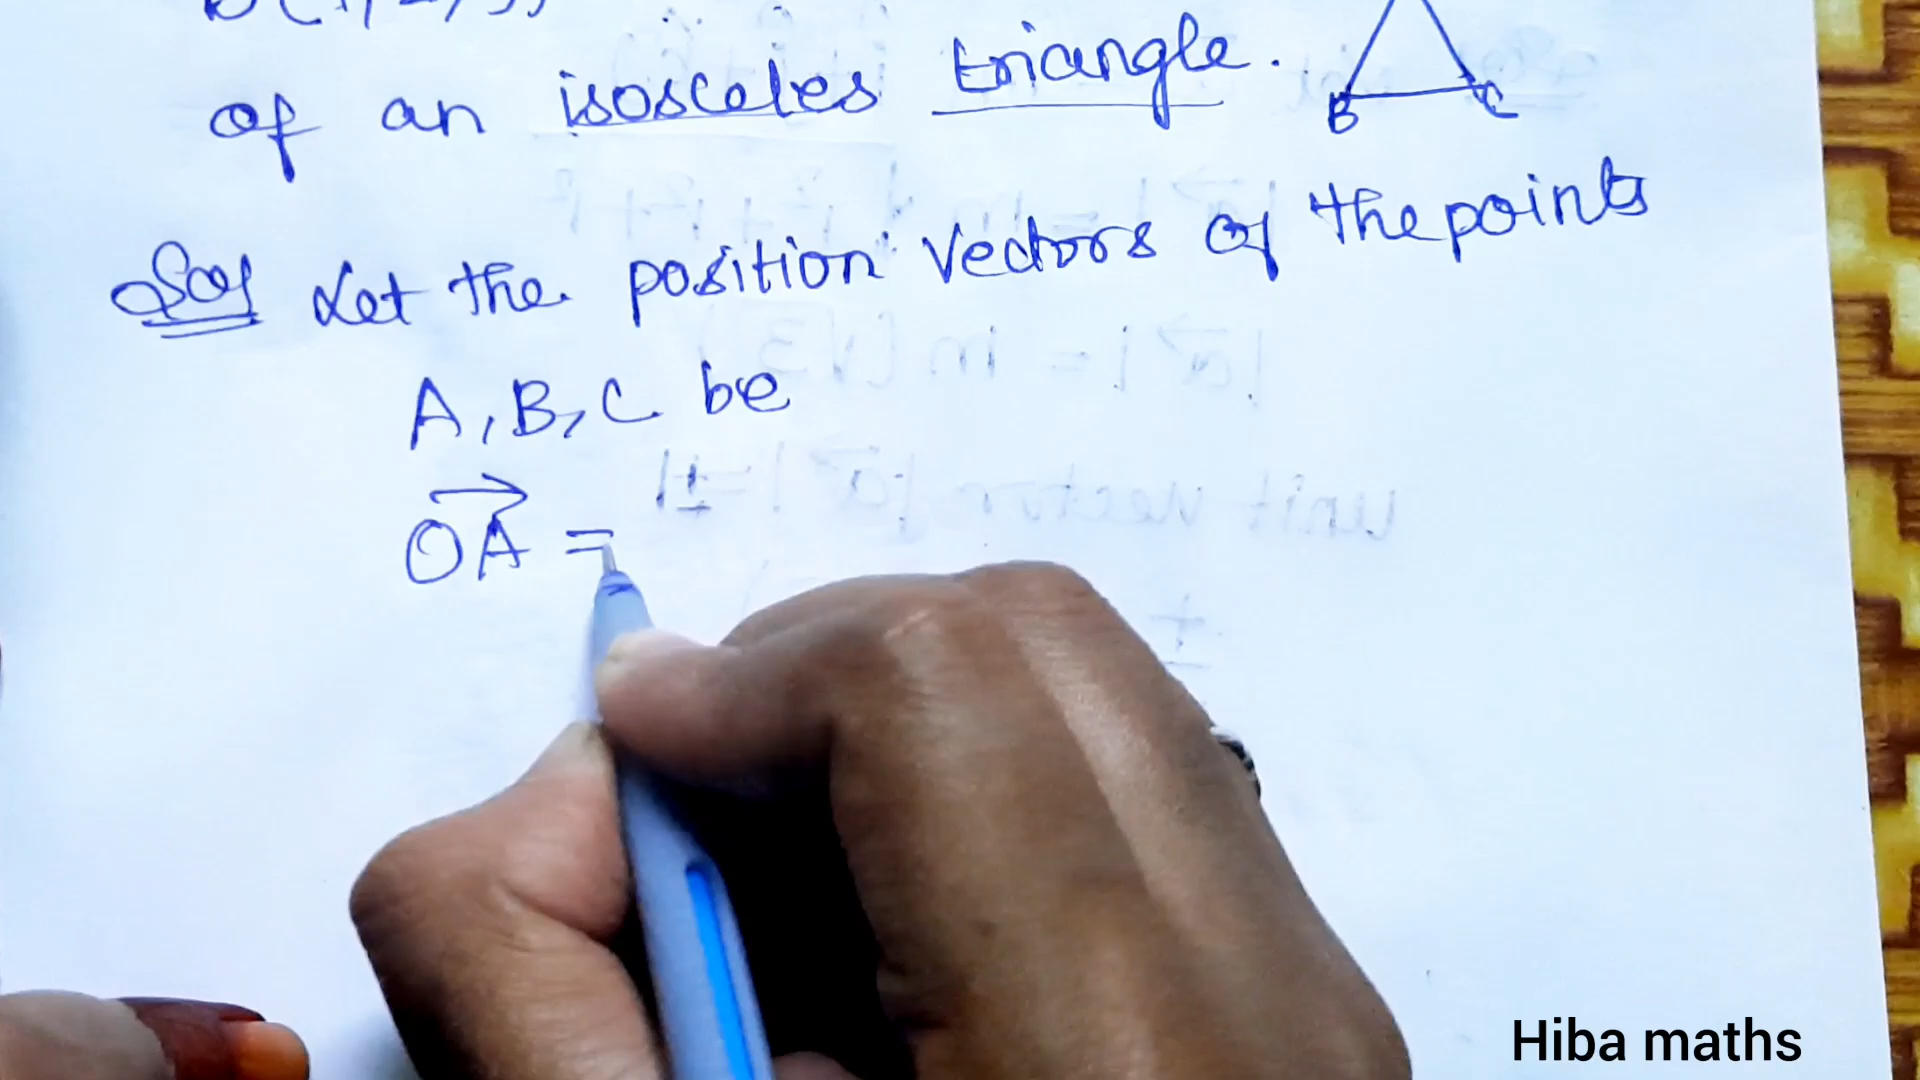 of an isosceles triangle.
B C
Sol Let the position vectors of the points
A, B, C be
OA =
Hiba maths